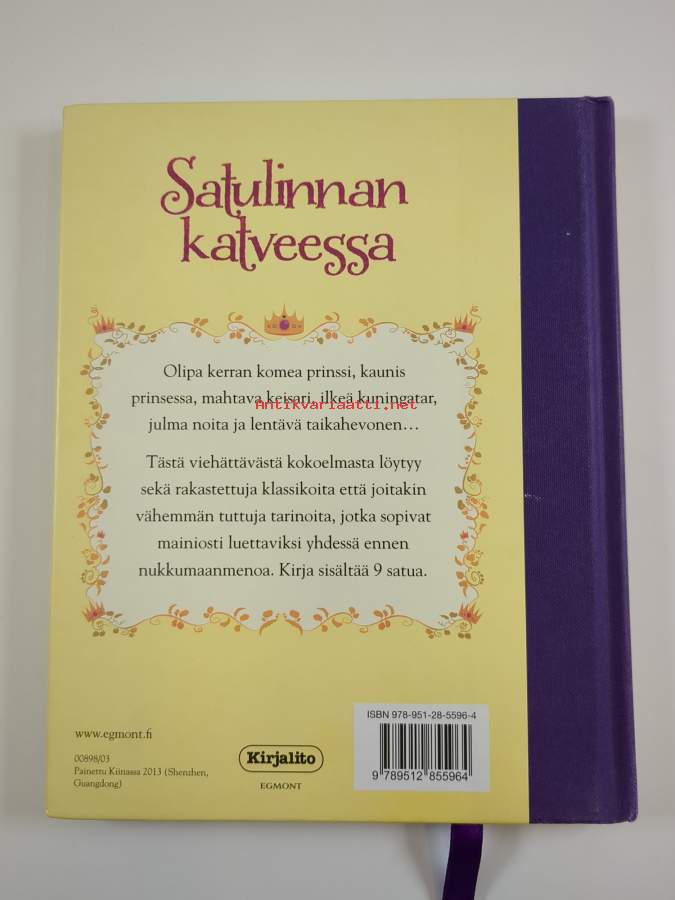 Satulinnan
katveessa
Olipa kerran komea prinssi, kaunis
prinsessa, mahtava keisari, ilkeä kuningatar,
Antikvariaatti.net
julma noita ja lentävä taikahevonen…
Tästä viehättävästä kokoelmasta löytyy
sekä rakastettuja klassikoita että joitakin
vähemmän tuttuja tarinoita, jotka sopivat
mainiosti luettaviksi yhdessä ennen
nukkumaanmenoa. Kirja sisältää 9 satua.
www.egmont.fi
00898/03
Painettu Kiinassa 2013 (Shenzhen,
Guangdong)
Kirjalito
EGMONT
ISBN 978-951-28-5596-4
9 789512 855964